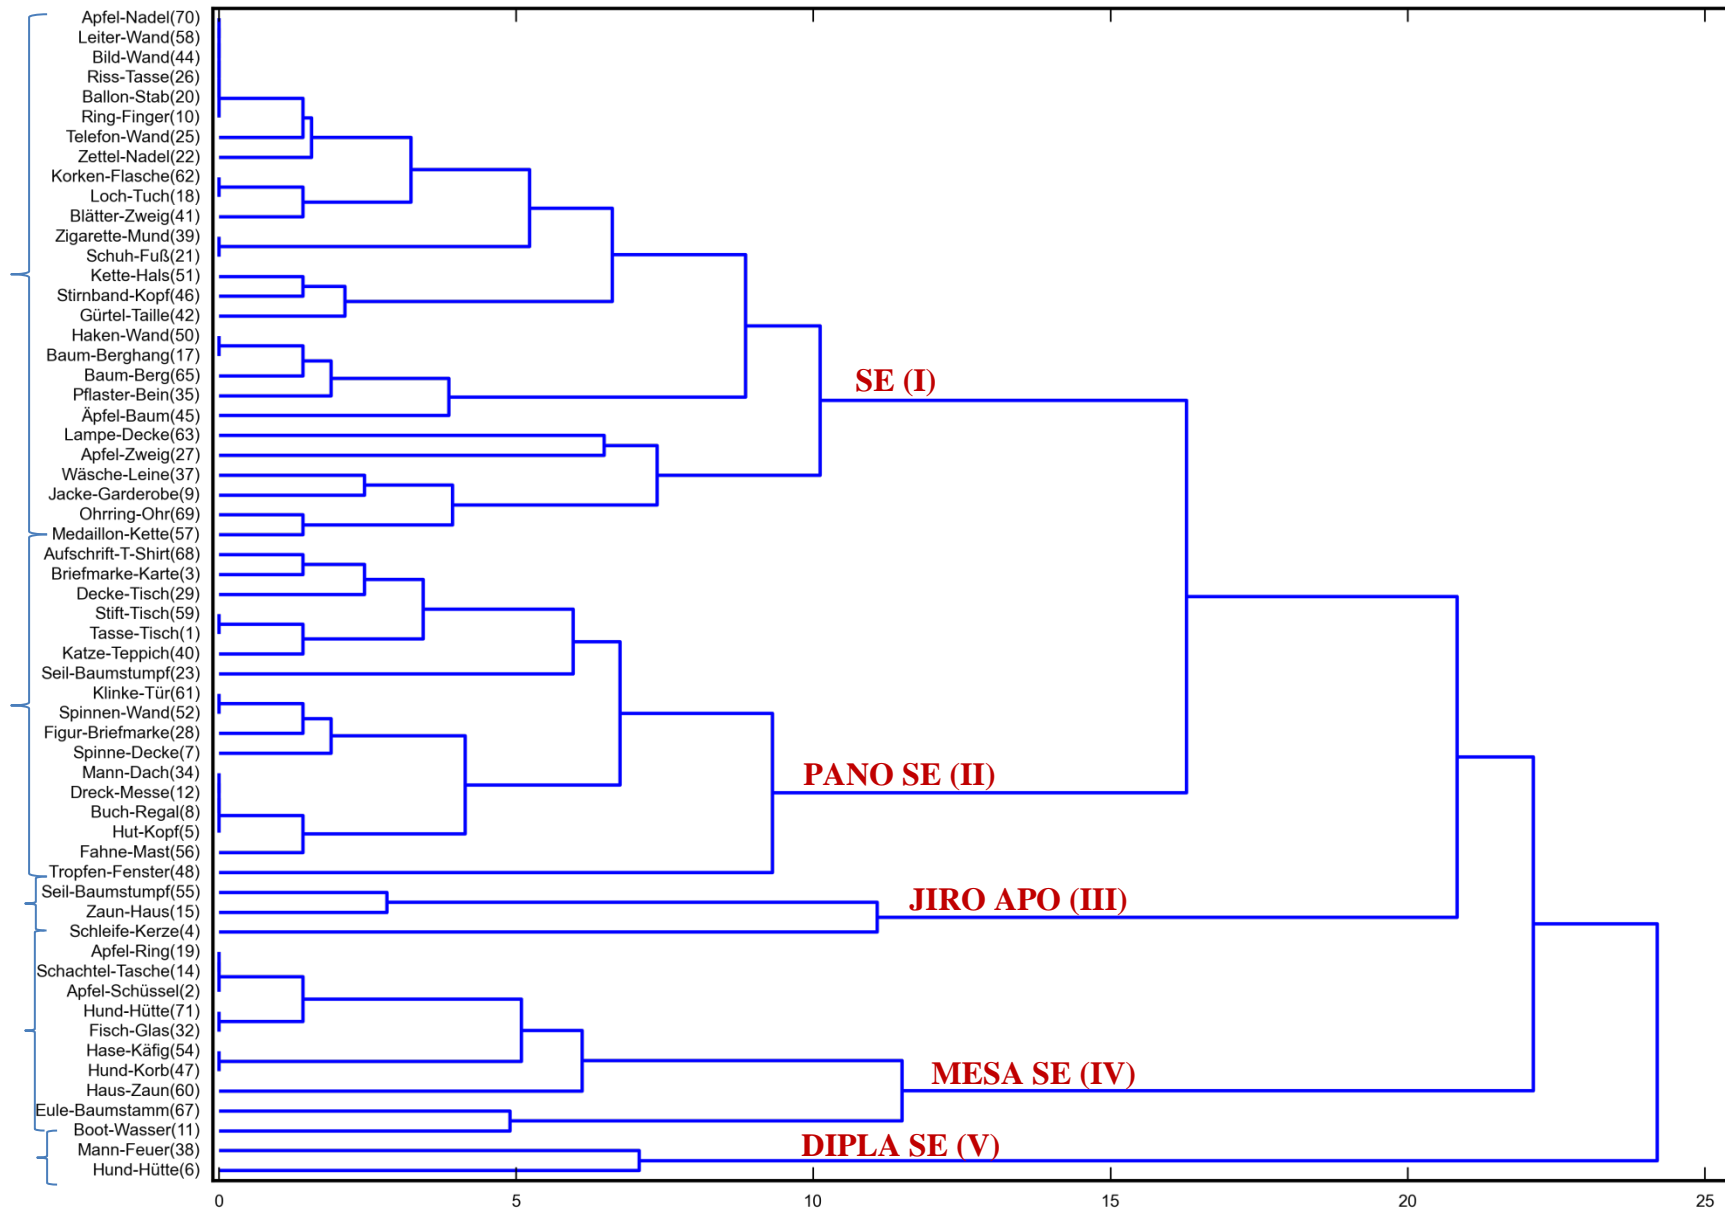 Apfel-Nadel(70)
Leiter-Wand(58)
Bild-Wand(44)
Riss-Tasse(26)
Ballon-Stab(20)
Ring-Finger(10)
Telefon-Wand(25)
Zettel-Nadel(22)
Korken-Flasche(62)
Loch-Tuch(18)
Blätter-Zweig(41)
Zigarette-Mund(39)
Schuh-Fuß(21)
Kette-Hals(51)
Stirnband-Kopf(46)
Gürtel-Taille(42)
Haken-Wand(50)
Baum-Berghang(17)
Baum-Berg(65)
Pflaster-Bein(35)
SE (I)
Äpfel-Baum(45)
Lampe-Decke(63)
Apfel-Zweig(27)
Wäsche-Leine(37)
Jacke-Garderobe(9)
Ohrring-Ohr(69)
Medaillon-Kette(57)
Aufschrift-T-Shirt(68)
Briefmarke-Karte(3)
Decke-Tisch(29)
Stift-Tisch(59)
Tasse-Tisch(1)
Katze-Teppich(40)
Seil-Baumstumpf(23)
Klinke-Tür(61)
Spinnen-Wand(52)
Figur-Briefmarke(28)
Spinne-Decke(7)
Mann-Dach(34)
PANO SE (II)
Dreck-Messe(12)
Buch-Regal(8)
Hut-Kopf(5)
Fahne-Mast(56)
Tropfen-Fenster(48)
Seil-Baumstumpf(55)
JIRO APO (III)
Zaun-Haus(15)
Schleife-Kerze(4)
Apfel-Ring(19)
Schachtel-Tasche(14)
Apfel-Schüssel(2)
Hund-Hütte(71)
Fisch-Glas(32)
Hase-Käfig(54)
Hund-Korb(47)
MESA SE (IV)
Haus-Zaun(60)
Eule-Baumstamm(67)
Boot-Wasser(11)
Mann-Feuer(38)
DIPLA SE (V)
Hund-Hütte(6)
0 5 10 15 20 25